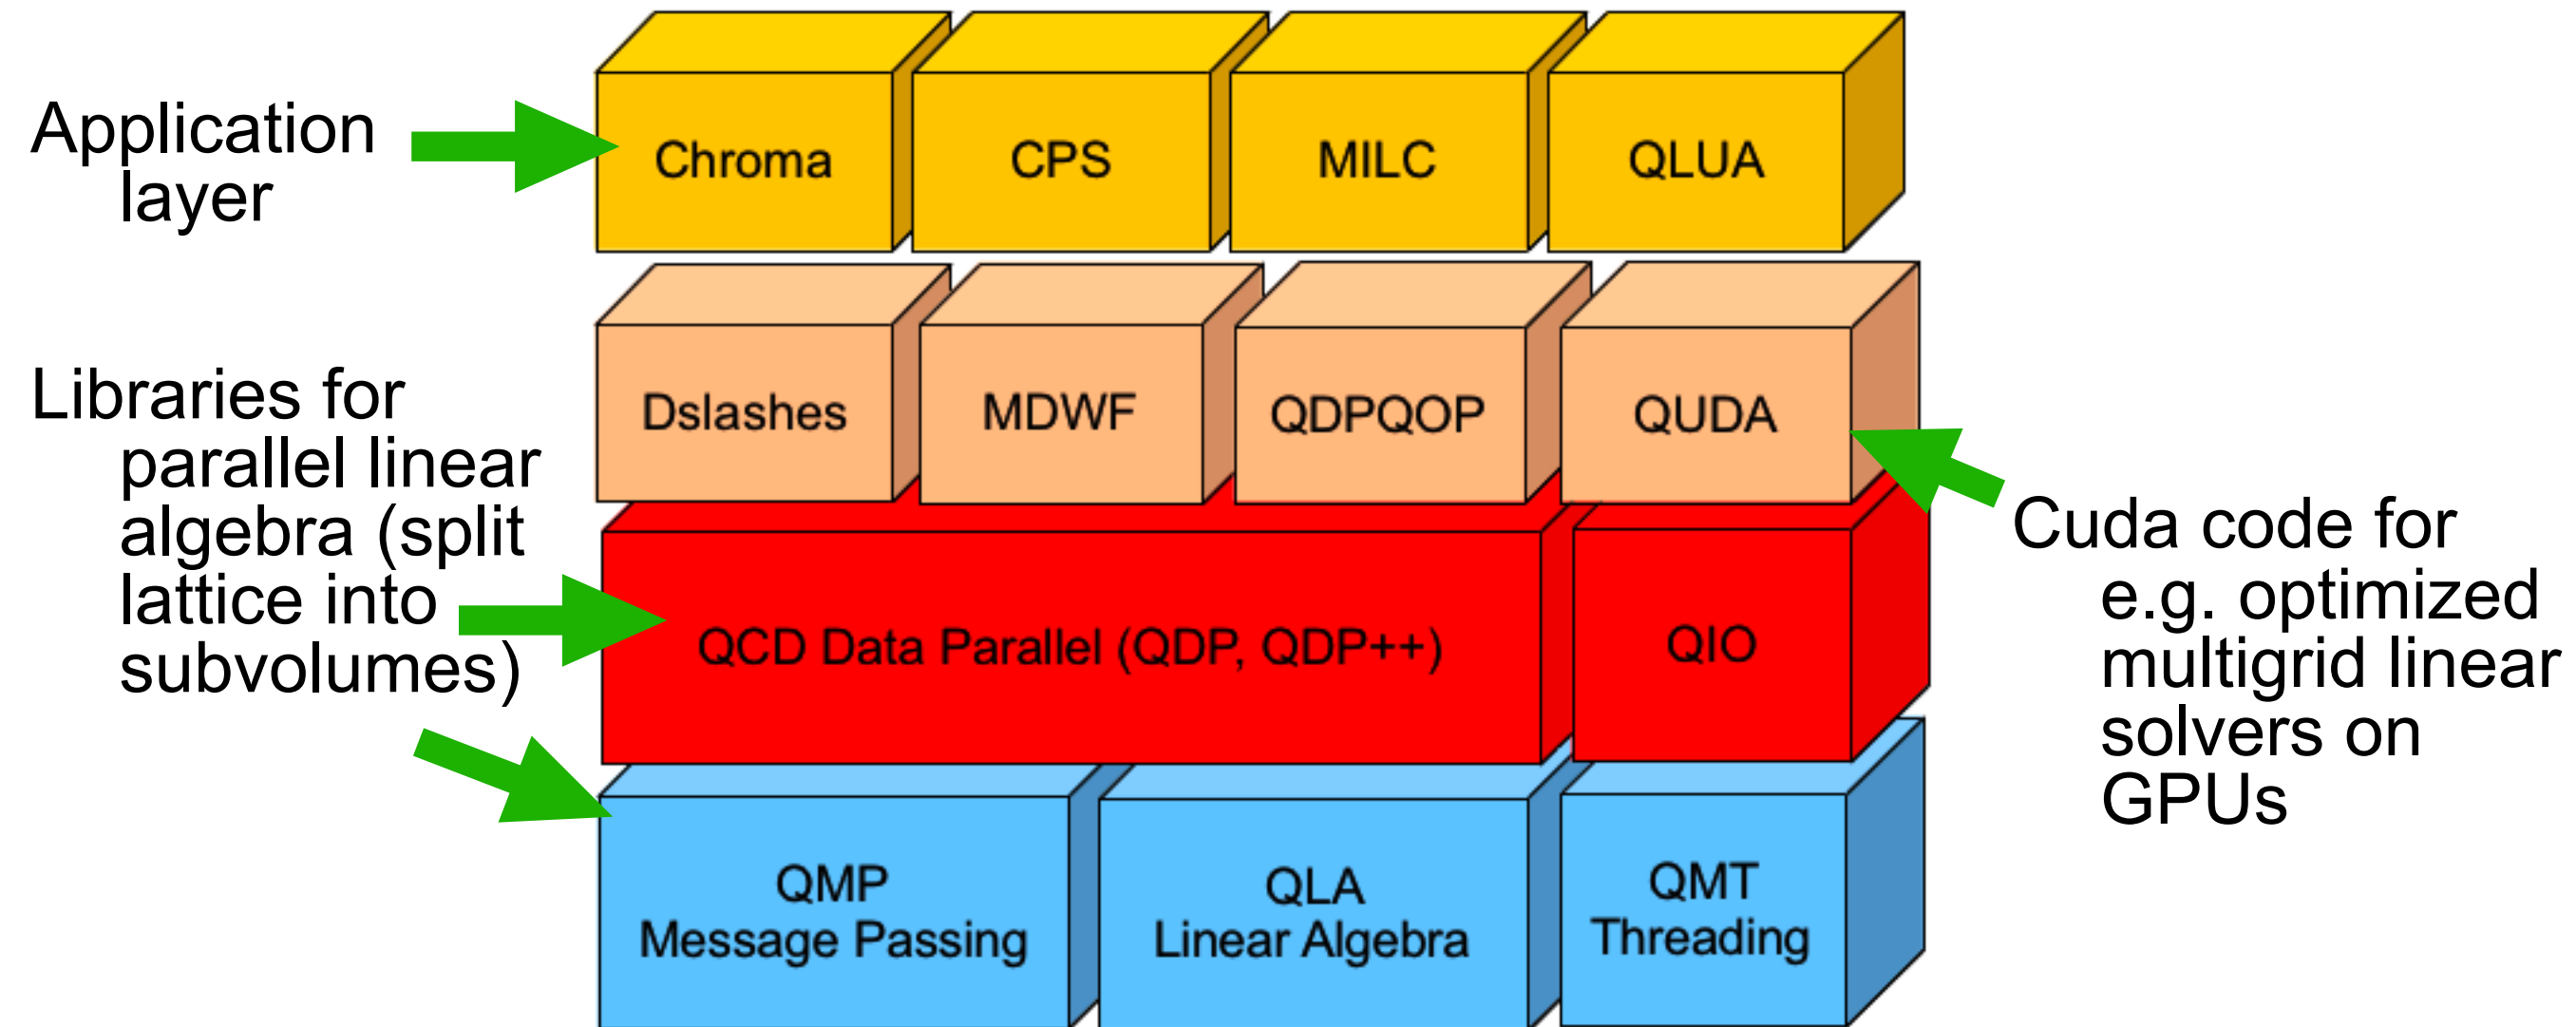 Application
layer
Chroma
CPS
MILC
QLUA
Libraries for
parallel linear
algebra (split
lattice into
subvolumes)
Dslashes
MDWF
QDPQOP
QUDA
Cuda code for
e.g. optimized
multigrid linear
solvers on
GPUs
QCD Data Parallel (QDP, QDP++)
QIO
QMP
Message Passing
QLA
Linear Algebra
QMT
Threading